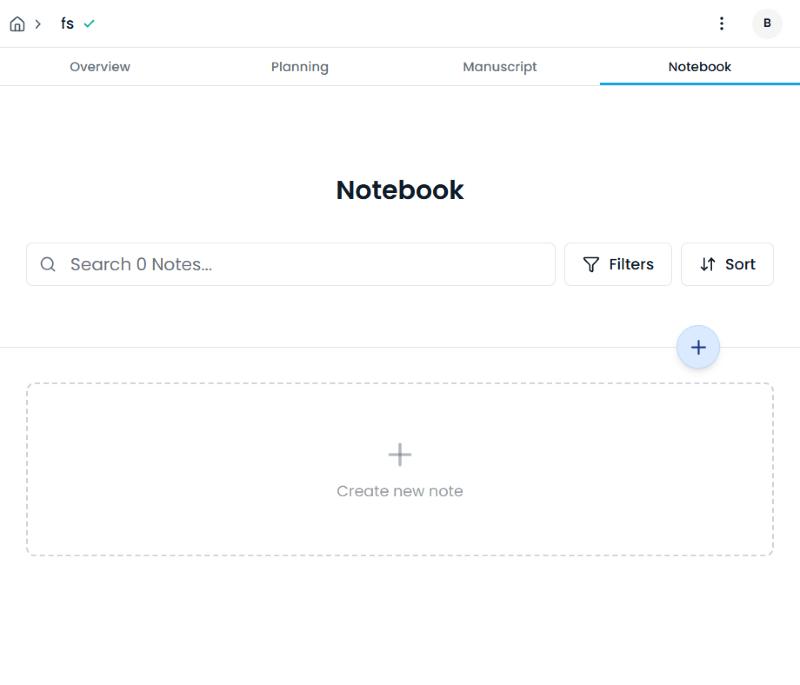 fs
B
Overview
Planning
Manuscript
Notebook
Notebook
Search 0 Notes...
Filters
Sort
Create new note